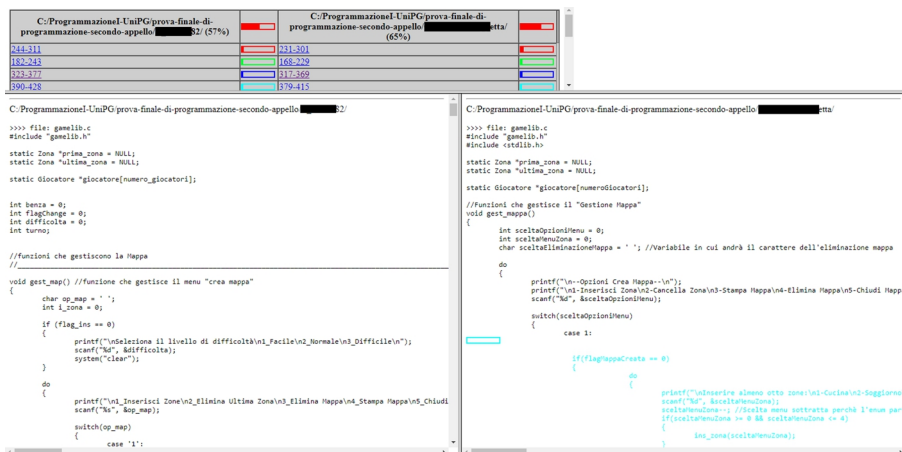 C:/ProgrammazioneI-UniPG/prova-finale-di-
programmazione-secondo-appello/ 82/ (57%)
C:/ProgrammazioneI-UniPG/prova-finale-di-
programmazione-secondo-appello/ etta/
(65%)
244-311 231-301
182-243 168-229
323-377 317-369
390-428 379-415
C:/ProgrammazioneI-UniPG/prova-finale-di-programmazione-secondo-appello/ 82/
>>>> file: gamelib.c
#include "gamelib.h"
static Zona *prima_zona = NULL;
static Zona *ultima_zona = NULL;
static Giocatore *giocatore[numero_giocatori];
int benza = 0;
int flagChange = 0;
int difficolta = 0;
int turno;
//funzioni che gestiscono la Mappa
//
void gest_map() //funzione che gestisce il menu "crea mappa"
{
char op_map = ' ';
int i_zona = 0;
if (flag_ins == 0)
{
printf("\nSeleziona il livello di difficoltà\n1_Facile\n2_Normale\n3_Difficile\n");
scanf("%d", &difficolta);
system("clear");
}
do
{
printf("\n1_Inserisci Zone\n2_Elimina Ultima Zona\n3_Elimina Mappa\n4_Stampa Mappa\n5_Chiudi
scanf("%s", &op_map);
switch(op_map)
{
case '1':
C:/ProgrammazioneI-UniPG/prova-finale-di-programmazione-secondo-appello/ etta/
>>>> file: gamelib.c
#include "gamelib.h"
#include <stdlib.h>
static Zona *prima_zona = NULL;
static Zona *ultima_zona = NULL;
static Giocatore *giocatore[numeroGiocatori];
//Funzioni che gestisce il "Gestione Mappa"
void gest_mappa()
{
int sceltaOpzioniMenu = 0;
int sceltaMenuZona = 0;
char sceltaEliminazioneMappa = ' '; //Variabile in cui andrà il carattere dell'eliminazione mappa
do
{
printf("\n--Opzioni Crea Mappa--\n");
printf("\n1-Inserisci Zona\n2-Cancella Zona\n3-Stampa Mappa\n4-Elimina Mappa\n5-Chiudi Mapp
scanf("%d", &sceltaOpzioniMenu);
switch(sceltaOpzioniMenu)
{
case 1:
if(flagMappaCreata == 0)
{
do
{
printf("\nInserire almeno otto zone:\n1-Cucina\n2-Soggiorno
scanf("%d", &sceltaMenuZona);
sceltaMenuZona--; //Scelta menu sottratta perchè l'enum par
if(sceltaMenuZona >= 0 && sceltaMenuZona <= 4)
{
ins_zona(sceltaMenuZona);
}